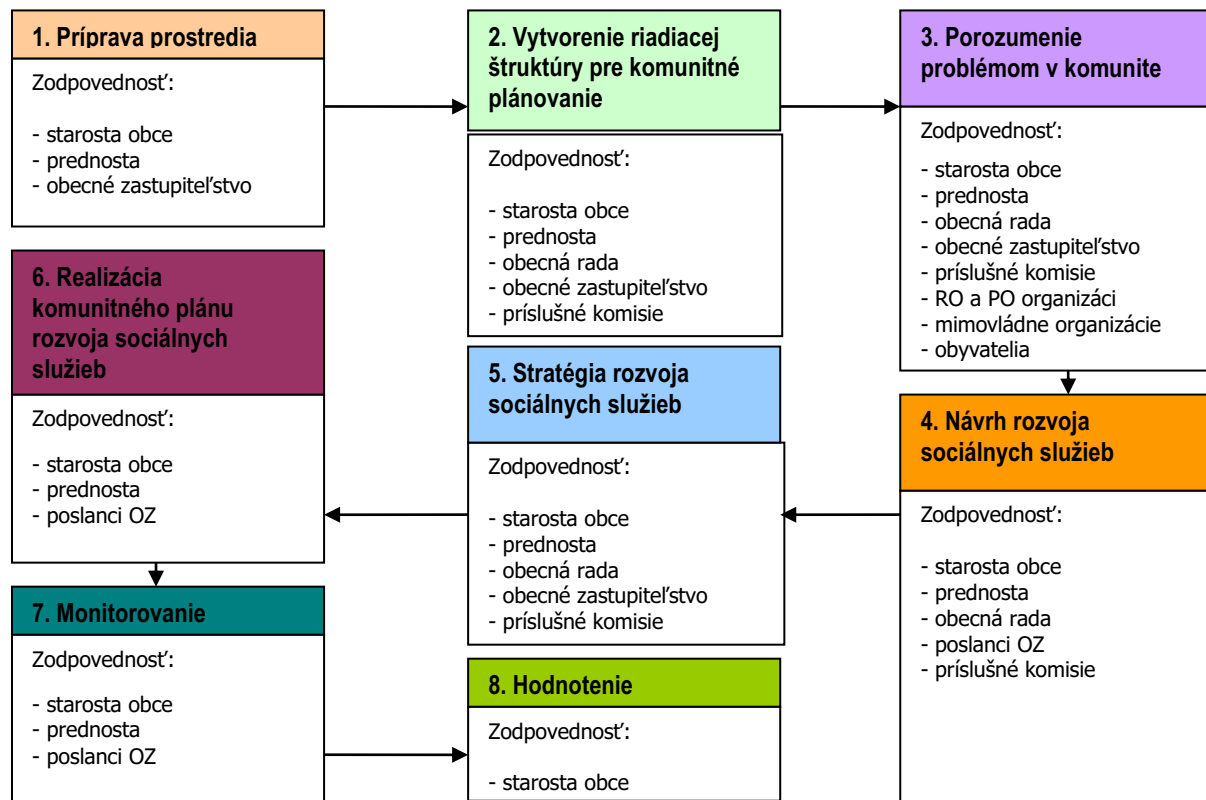 1. Príprava prostredia
Zodpovednosť:
- starosta obce
- prednosta
- obecné zastupiteľstvo
2. Vytvorenie riadiacej
štruktúry pre komunitné
plánovanie
Zodpovednosť:
- starosta obce
- prednosta
- obecná rada
- obecné zastupiteľstvo
- príslušné komisie
3. Porozumenie
problémom v komunite
Zodpovednosť:
- starosta obce
- prednosta
- obecná rada
- obecné zastupiteľstvo
- príslušné komisie
- RO a PO organizáci
- mimovládne organizácie
- obyvatelia
4. Návrh rozvoja
sociálnych služieb
Zodpovednosť:
- starosta obce
- prednosta
- obecná rada
- poslanci OZ
- príslušné komisie
5. Stratégia rozvoja
sociálnych služieb
Zodpovednosť:
- starosta obce
- prednosta
- obecná rada
- obecné zastupiteľstvo
- príslušné komisie
6. Realizácia
komunitného plánu
rozvoja sociálnych
služieb
Zodpovednosť:
- starosta obce
- prednosta
- poslanci OZ
7. Monitorovanie
Zodpovednosť:
- starosta obce
- prednosta
- poslanci OZ
8. Hodnotenie
Zodpovednosť:
- starosta obce